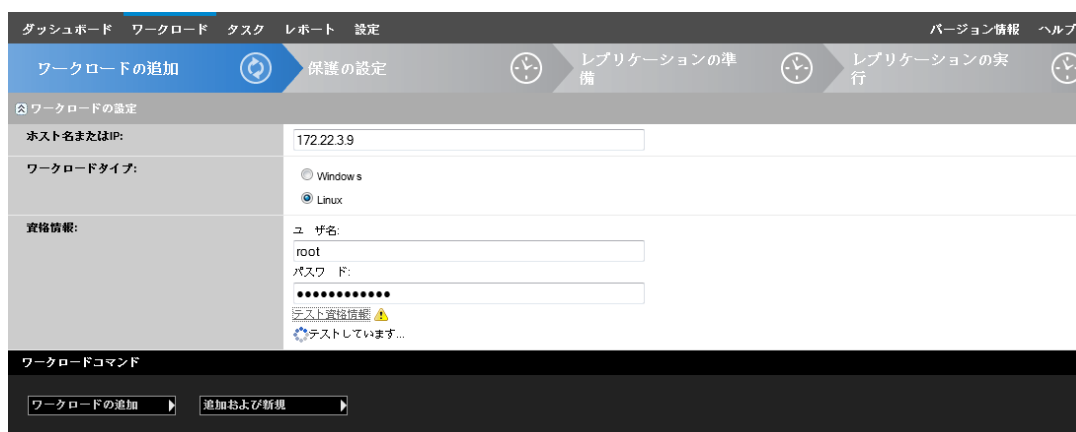 ダッシュボード ワークロード タスク レポート 設定 バージョン情報 ヘルプ
ワークロードの追加 保護の設定 レプリケーションの準備 レプリケーションの実行
ワークロードの設定
ホスト名またはIP: 172.22.3.9
ワークロードタイプ: Windows
Linux
資格情報: ユ ザ名:
root
パスワ ド:
●●●●●●●●●●●●
テスト資格情報
テストしています...
ワークロードコマンド
ワークロードの追加 追加および新規